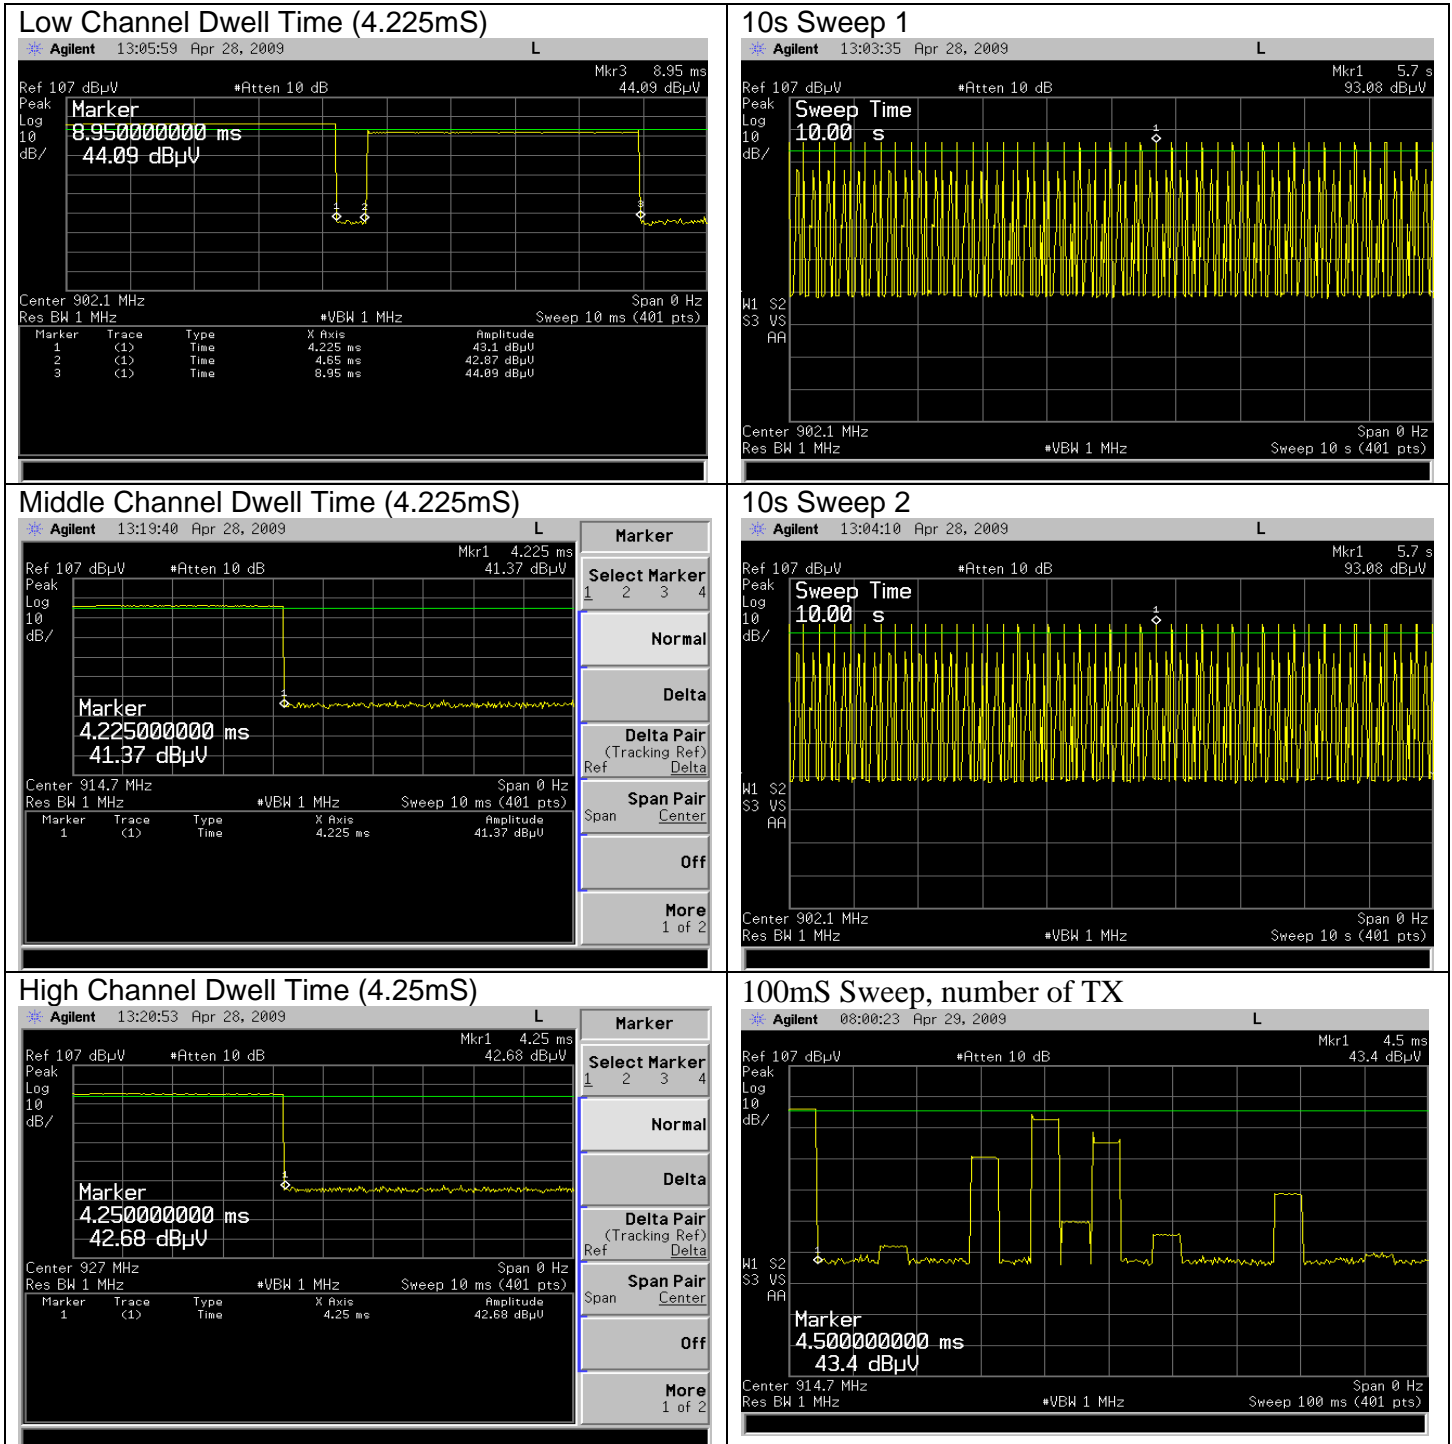 Low Channel Dwell Time (4.225mS)
Agilent 13:05:59 Apr 28, 2009 L
Mkr3 8.95 ms
Ref 107 dBµV #Atten 10 dB 44.09 dBµV
Peak
Log
10
dB/
Marker
8.950000000 ms
44.09 dBµV
1 2 3
Center 902.1 MHz Span 0 Hz
Res BW 1 MHz #VBW 1 MHz Sweep 10 ms (401 pts)
Marker Trace Type X Axis Amplitude
1 (1) Time 4.225 ms 43.1 dBµV
2 (1) Time 4.65 ms 42.87 dBµV
3 (1) Time 8.95 ms 44.09 dBµV
10s Sweep 1
Agilent 13:03:35 Apr 28, 2009 L
Mkr1 5.7 s
Ref 107 dBµV #Atten 10 dB 93.08 dBµV
Peak
Log
10
dB/
Sweep Time
10.00 s
1
W1 S2
S3 VS
AA
Center 902.1 MHz Span 0 Hz
Res BW 1 MHz #VBW 1 MHz Sweep 10 s (401 pts)
Middle Channel Dwell Time (4.225mS)
Agilent 13:19:40 Apr 28, 2009 L
Mkr1 4.225 ms
Ref 107 dBµV #Atten 10 dB 41.37 dBµV
Peak
Log
10
dB/
1
Marker
4.225000000 ms
41.37 dBµV
Center 914.7 MHz Span 0 Hz
Res BW 1 MHz #VBW 1 MHz Sweep 10 ms (401 pts)
Marker Trace Type X Axis Amplitude
1 (1) Time 4.225 ms 41.37 dBµV
Marker
Select Marker
1 2 3 4
Normal
Delta
Delta Pair
(Tracking Ref)
Ref Delta
Span Pair
Span Center
Off
More
1 of 2
10s Sweep 2
Agilent 13:04:10 Apr 28, 2009 L
Mkr1 5.7 s
Ref 107 dBµV #Atten 10 dB 93.08 dBµV
Peak
Log
10
dB/
Sweep Time
10.00 s
1
W1 S2
S3 VS
AA
Center 902.1 MHz Span 0 Hz
Res BW 1 MHz #VBW 1 MHz Sweep 10 s (401 pts)
High Channel Dwell Time (4.25mS)
Agilent 13:20:53 Apr 28, 2009 L
Mkr1 4.25 ms
Ref 107 dBµV #Atten 10 dB 42.68 dBµV
Peak
Log
10
dB/
1
Marker
4.250000000 ms
42.68 dBµV
Center 927 MHz Span 0 Hz
Res BW 1 MHz #VBW 1 MHz Sweep 10 ms (401 pts)
Marker Trace Type X Axis Amplitude
1 (1) Time 4.25 ms 42.68 dBµV
Marker
Select Marker
1 2 3 4
Normal
Delta
Delta Pair
(Tracking Ref)
Ref Delta
Span Pair
Span Center
Off
More
1 of 2
100mS Sweep, number of TX
Agilent 08:00:23 Apr 29, 2009 L
Mkr1 4.5 ms
Ref 107 dBµV #Atten 10 dB 43.4 dBµV
Peak
Log
10
dB/
1
W1 S2
S3 VS
AA
Marker
4.500000000 ms
43.4 dBµV
Center 914.7 MHz Span 0 Hz
Res BW 1 MHz #VBW 1 MHz Sweep 100 ms (401 pts)